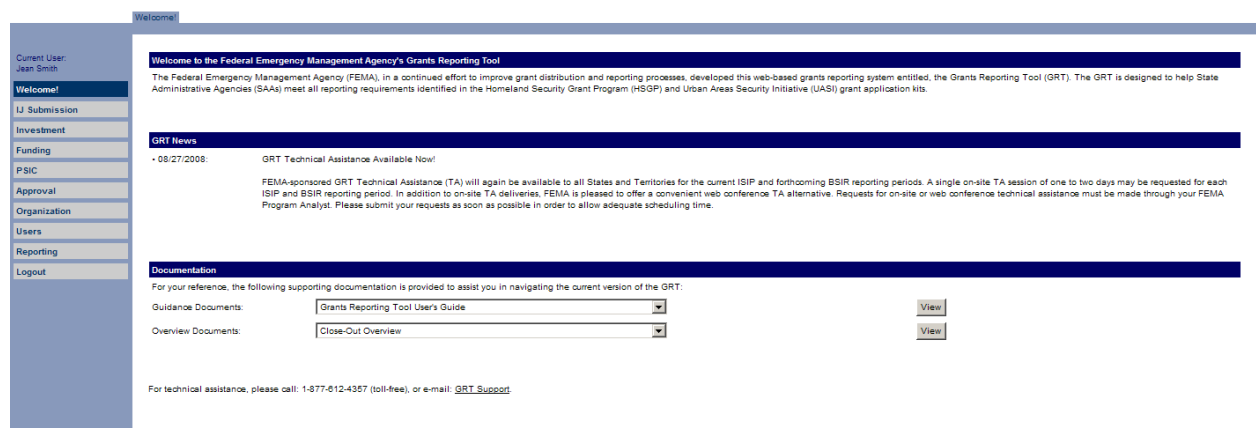 Welcome!
Current User:
Jean Smith
Welcome!
IJ Submission
Investment
Funding
PSIC
Approval
Organization
Users
Reporting
Logout
Welcome to the Federal Emergency Management Agency's Grants Reporting Tool
The Federal Emergency Management Agency (FEMA), in a continued effort to improve grant distribution and reporting processes, developed this web-based grants reporting system entitled, the Grants Reporting Tool (GRT). The GRT is designed to help State
Administrative Agencies (SAAs) meet all reporting requirements identified in the Homeland Security Grant Program (HSGP) and Urban Areas Security Initiative (UASI) grant application kits.
GRT News
• 08/27/2008: GRT Technical Assistance Available Now!
FEMA-sponsored GRT Technical Assistance (TA) will again be available to all States and Territories for the current ISIP and forthcoming BSIR reporting periods. A single on-site TA session of one to two days may be requested for each
ISIP and BSIR reporting period. In addition to on-site TA deliveries, FEMA is pleased to offer a convenient web conference TA alternative. Requests for on-site or web conference technical assistance must be made through your FEMA
Program Analyst. Please submit your requests as soon as possible in order to allow adequate scheduling time.
Documentation
For your reference, the following supporting documentation is provided to assist you in navigating the current version of the GRT:
Guidance Documents: Grants Reporting Tool User's Guide View
Overview Documents: Close-Out Overview View
For technical assistance, please call: 1-877-612-4357 (toll-free), or e-mail: GRT Support.